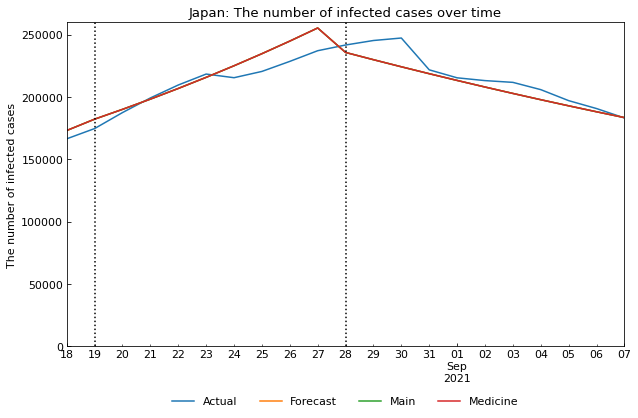 Japan: The number of infected cases over time
The number of infected cases
250000
200000
150000
100000
50000
0
18 19 20 21 22 23 24 25 26 27 28 29 30 31 01 02 03 04 05 06 07
Sep
2021
Actual Forecast Main Medicine